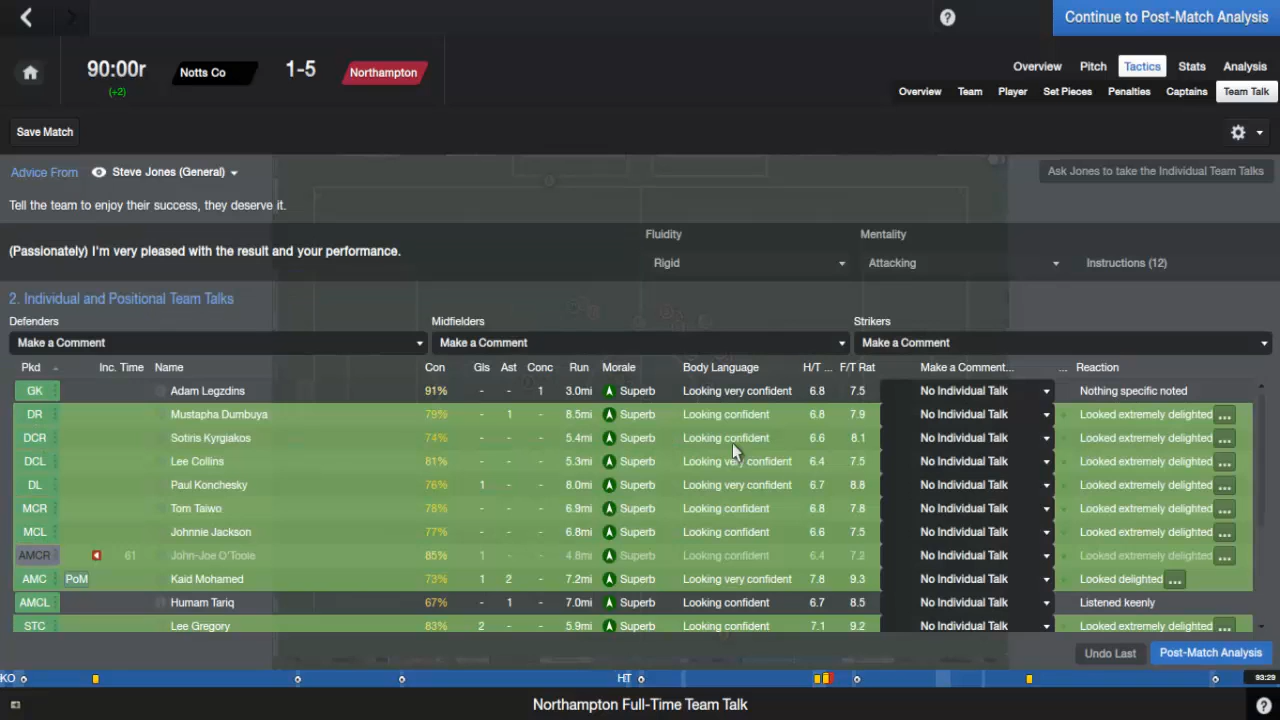 Continue to Post-Match Analysis
90:00r
(+2)
Notts Co
1-5
Northampton
Overview Pitch Tactics Stats Analysis
Overview Team Player Set Pieces Penalties Captains Team Talk
Save Match
Advice From Steve Jones (General)
Ask Jones to take the Individual Team Talks
Tell the team to enjoy their success, they deserve it.
(Passionately) I'm very pleased with the result and your performance.
Fluidity Mentality
Rigid Attacking Instructions (12)
2. Individual and Positional Team Talks
Defenders Midfielders Strikers
Make a Comment Make a Comment Make a Comment
Pkd Inc. Time Name Con Gls Ast Conc Run Morale Body Language H/T ... F/T Rat Make a Comment... ... Reaction
GK Adam Legzdins 91% - - 1 3.0mi Superb Looking very confident 6.8 7.5 No Individual Talk Nothing specific noted
DR Mustapha Dumbuya 79% - 1 - 8.5mi Superb Looking confident 6.8 7.9 No Individual Talk Looked extremely delighted ...
DCR Sotiris Kyrgiakos 74% - - - 5.4mi Superb Looking confident 6.6 8.1 No Individual Talk Looked extremely delighted ...
DCL Lee Collins 81% - - - 5.3mi Superb Looking very confident 6.4 7.5 No Individual Talk Looked extremely delighted ...
DL Paul Konchesky 76% 1 - - 8.0mi Superb Looking very confident 6.7 8.8 No Individual Talk Looked extremely delighted ...
MCR Tom Taiwo 78% - - - 6.9mi Superb Looking confident 6.8 7.8 No Individual Talk Looked extremely delighted ...
MCL Johnnie Jackson 77% - - - 6.8mi Superb Looking confident 6.6 7.5 No Individual Talk Looked extremely delighted ...
AMCR 61 John-Joe O'Toole 85% 1 - - 4.8mi Superb Looking confident 6.4 7.2 No Individual Talk Looked extremely delighted ...
AMC PoM Kaid Mohamed 73% 1 2 - 7.2mi Superb Looking very confident 7.8 9.3 No Individual Talk Looked delighted ...
AMCL Humam Tariq 67% - 1 - 7.0mi Superb Looking confident 6.7 8.5 No Individual Talk Listened keenly
STC Lee Gregory 83% 2 - - 5.9mi Superb Looking confident 7.1 9.2 No Individual Talk Looked extremely delighted ...
Undo Last Post-Match Analysis
KO HT 93:29
Northampton Full-Time Team Talk